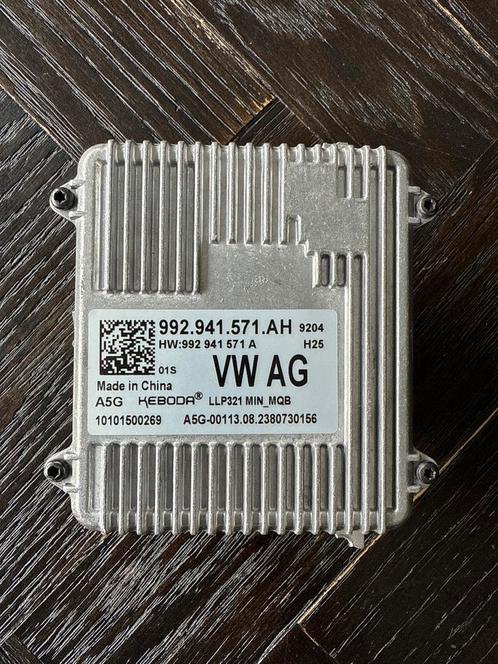 992.941.571.AH 9204
HW:992 941 571 A H25
01S VW AG
Made in China
A5G KEBODA® LLP321 MIN_MQB
10101500269 A5G-00113.08.2380730156